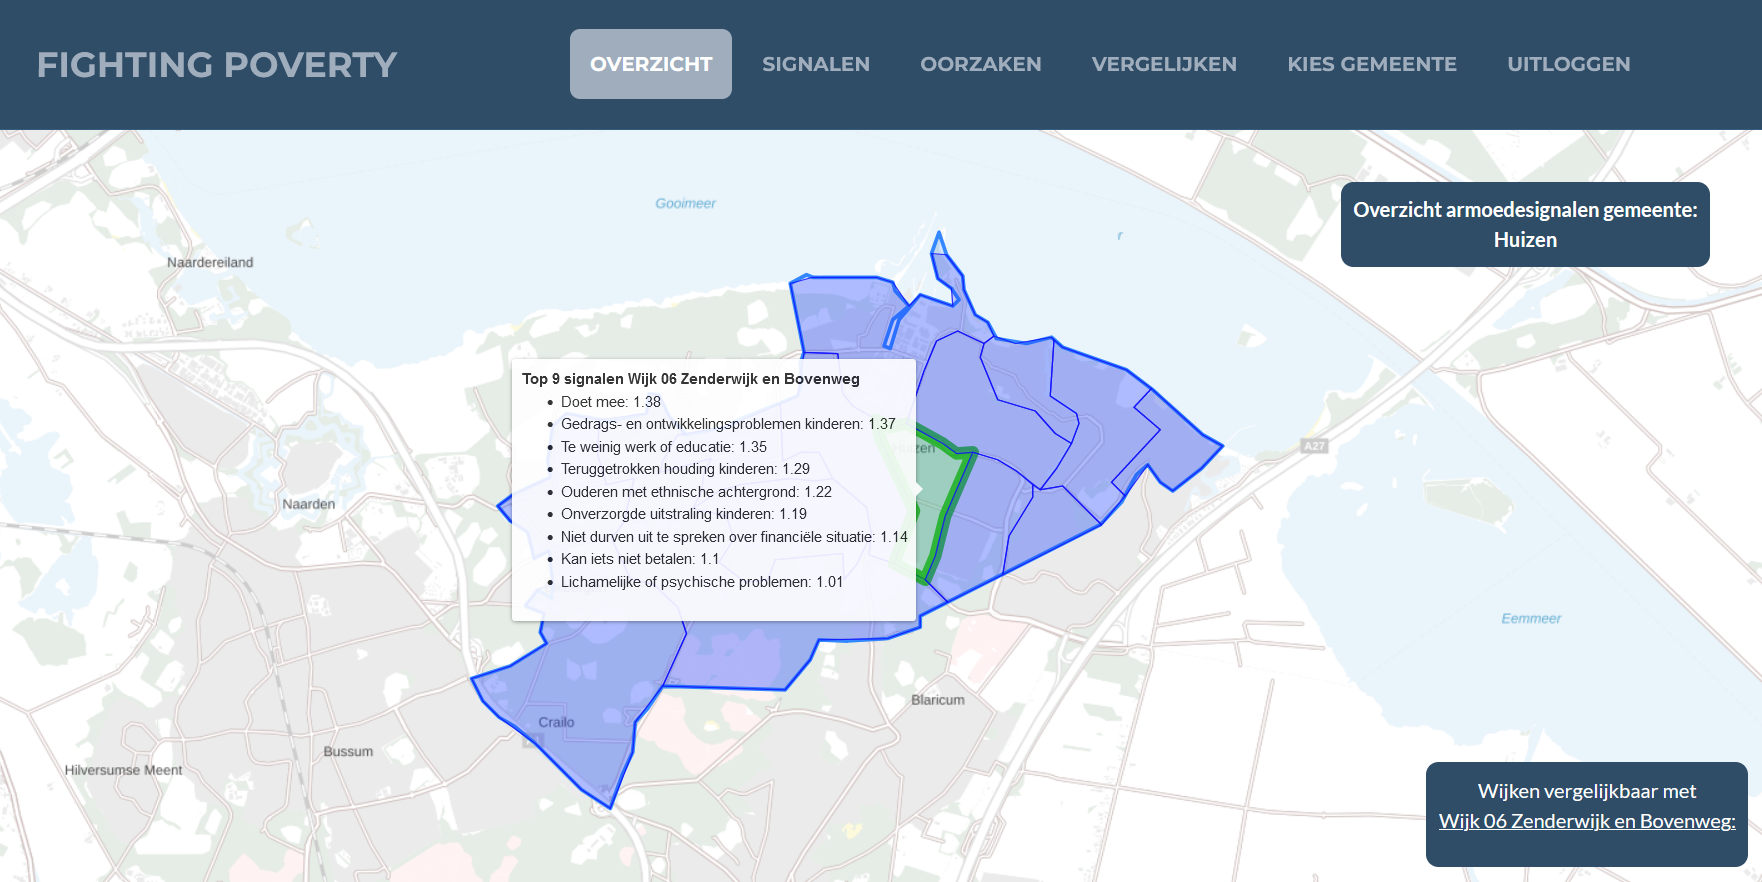 FIGHTING POVERTY
OVERZICHT
SIGNALEN
OORZAKEN
VERGELIJKEN
KIES GEMEENTE
UITLOGGEN
Overzicht armoedesignalen gemeente:
Huizen
Gooimeer
r
Naardereiland
Top 9 signalen Wijk 06 Zenderwijk en Bovenweg
• Doet mee: 1.38
• Gedrags- en ontwikkelingsproblemen kinderen: 1.37
• Te weinig werk of educatie: 1.35
• Teruggetrokken houding kinderen: 1.29
• Ouderen met ethnische achtergrond: 1.22
• Onverzorgde uitstraling kinderen: 1.19
• Niet durven uit te spreken over financiële situatie: 1.14
• Kan iets niet betalen: 1.1
• Lichamelijke of psychische problemen: 1.01
A27
Naarden
Eemmeer
Blaricum
Crailo
A1
Bussum
Hilversumse Meent
Wijken vergelijkbaar met
Wijk 06 Zenderwijk en Bovenweg: